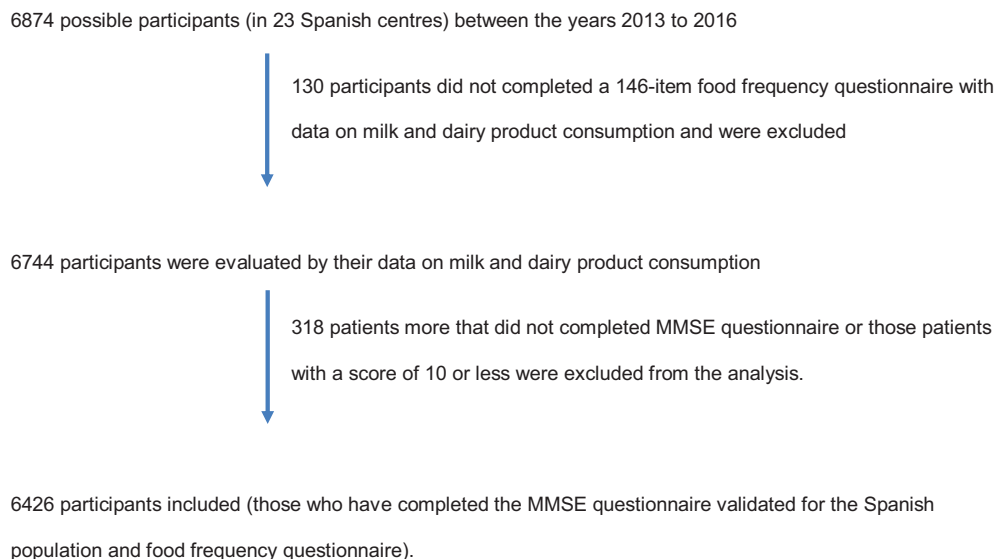 6874 possible participants (in 23 Spanish centres) between the years 2013 to 2016
130 participants did not completed a 146-item food frequency questionnaire with
data on milk and dairy product consumption and were excluded
6744 participants were evaluated by their data on milk and dairy product consumption
318 patients more that did not completed MMSE questionnaire or those patients
with a score of 10 or less were excluded from the analysis.
6426 participants included (those who have completed the MMSE questionnaire validated for the Spanish
population and food frequency questionnaire).